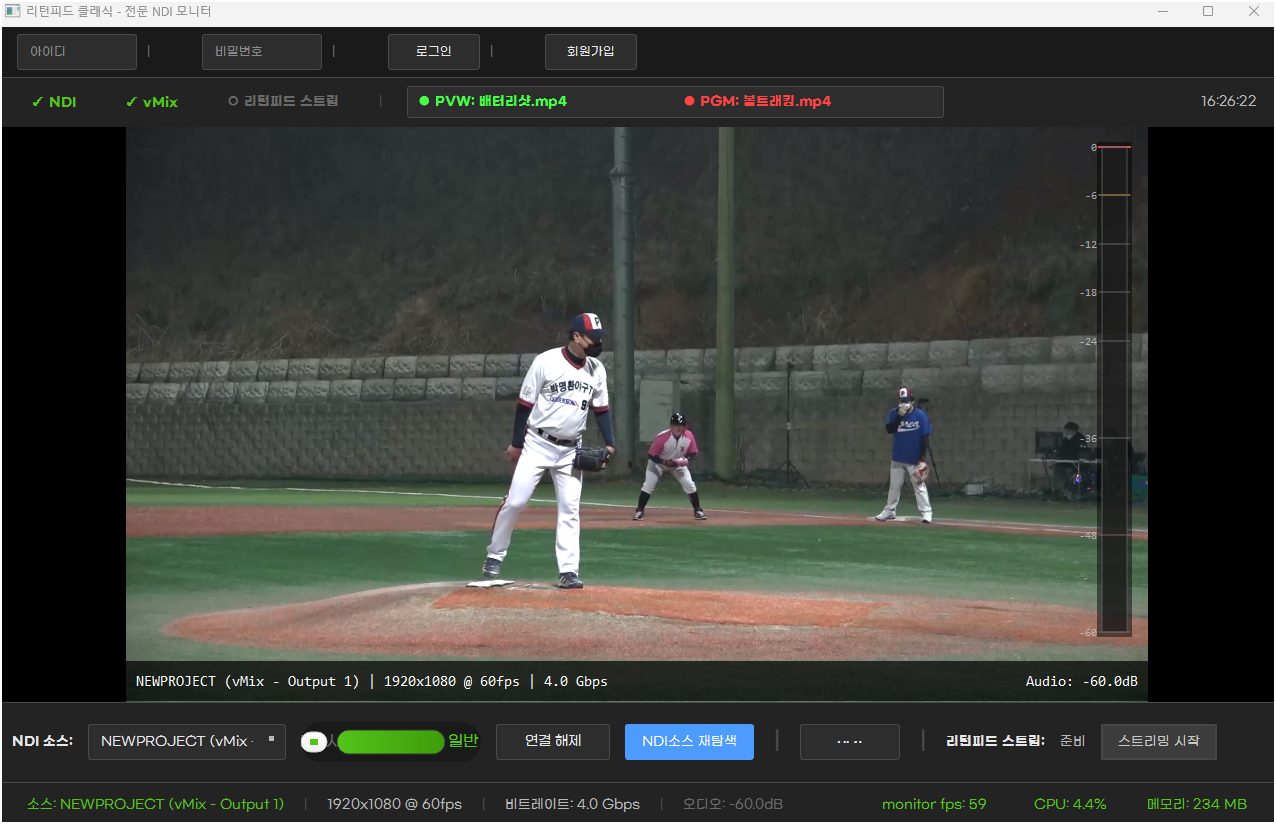 리턴피드 클래식 - 전문 NDI 모니터
아이디 | 비밀번호 | 로그인 | 회원가입
✓ NDI ✓ vMix ○ 리턴피드 스트림 | ● PVW: 배터리샷.mp4 ● PGM: 볼트래킹.mp4 16:26:22
0
-6
-12
-18
-24
-36
-48
-60
박명환야구TV
NEWPROJECT (vMix - Output 1) | 1920x1080 @ 60fps | 4.0 Gbps Audio: -60.0dB
NDI 소스: NEWPROJECT (vMix - 일반 연결 해제 NDI소스 재탐색 | -- -- | 리턴피드 스트림: 준비 스트리밍 시작
소스: NEWPROJECT (vMix - Output 1) | 1920x1080 @ 60fps | 비트레이트: 4.0 Gbps | 오디오: -60.0dB monitor fps: 59 CPU: 4.4% 메모리: 234 MB